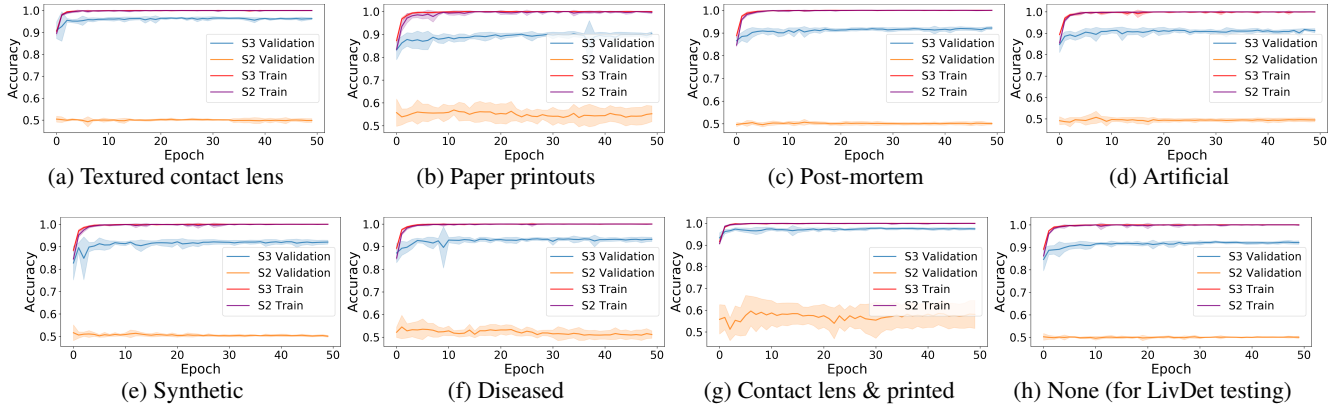 Accuracy
1.0
0.9
0.8
0.7
0.6
0.5
S3 Validation
S2 Validation
S3 Train
S2 Train
0 10 20 30 40 50
Epoch
(a) Textured contact lens
Accuracy
1.0
0.9
0.8
0.7
0.6
0.5
S3 Validation
S2 Validation
S3 Train
S2 Train
0 10 20 30 40 50
Epoch
(b) Paper printouts
Accuracy
1.0
0.9
0.8
0.7
0.6
0.5
S3 Validation
S2 Validation
S3 Train
S2 Train
0 10 20 30 40 50
Epoch
(c) Post-mortem
Accuracy
1.0
0.9
0.8
0.7
0.6
0.5
S3 Validation
S2 Validation
S3 Train
S2 Train
0 10 20 30 40 50
Epoch
(d) Artificial
Accuracy
1.0
0.9
0.8
0.7
0.6
0.5
S3 Validation
S2 Validation
S3 Train
S2 Train
0 10 20 30 40 50
Epoch
(e) Synthetic
Accuracy
1.0
0.9
0.8
0.7
0.6
0.5
S3 Validation
S2 Validation
S3 Train
S2 Train
0 10 20 30 40 50
Epoch
(f) Diseased
Accuracy
1.0
0.9
0.8
0.7
0.6
0.5
S3 Validation
S2 Validation
S3 Train
S2 Train
0 10 20 30 40 50
Epoch
(g) Contact lens & printed
Accuracy
1.0
0.9
0.8
0.7
0.6
0.5
S3 Validation
S2 Validation
S3 Train
S2 Train
0 10 20 30 40 50
Epoch
(h) None (for LivDet testing)